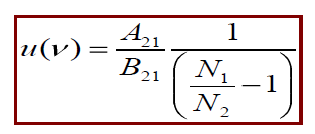 u(ν) = A₂₁/B₂₁ 1/(N₁/N₂ − 1)